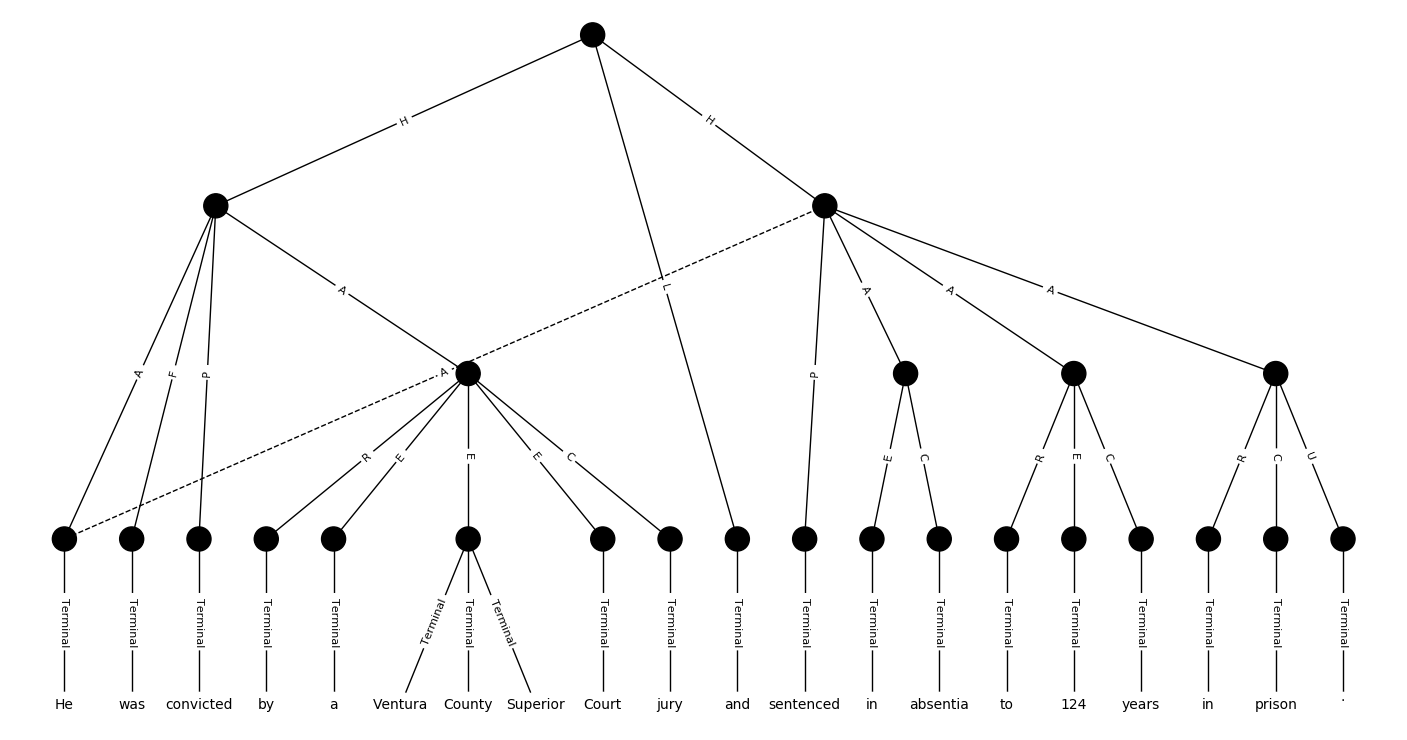 H H
A F P A A L P A A A
R E E E C E C R E C R C U
Terminal Terminal Terminal Terminal Terminal Terminal Terminal Terminal Terminal Terminal Terminal Terminal Terminal Terminal Terminal Terminal Terminal Terminal Terminal Terminal
He was convicted by a Ventura County Superior Court jury and sentenced in absentia to 124 years in prison .